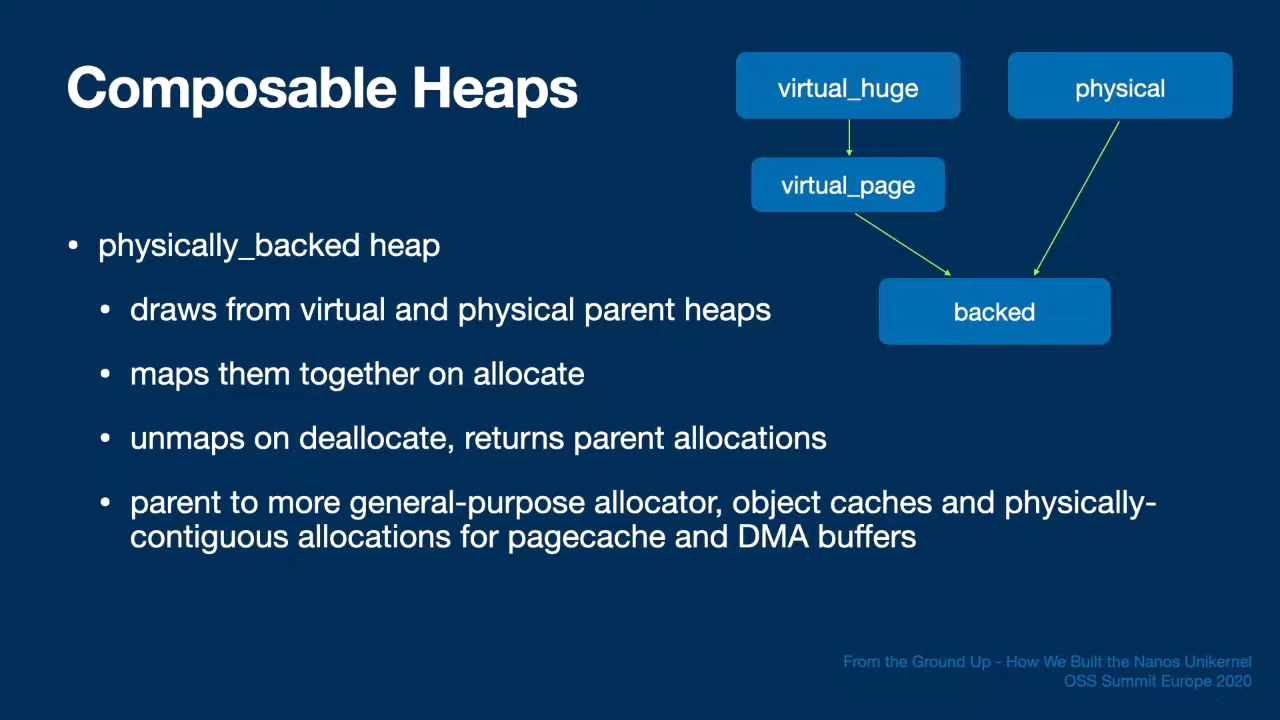 Composable Heaps
virtual_huge
physical
virtual_page
backed
• physically_backed heap
• draws from virtual and physical parent heaps
• maps them together on allocate
• unmaps on deallocate, returns parent allocations
• parent to more general-purpose allocator, object caches and physically-
contiguous allocations for pagecache and DMA buffers
From the Ground Up - How We Built the Nanos Unikernel
OSS Summit Europe 2020